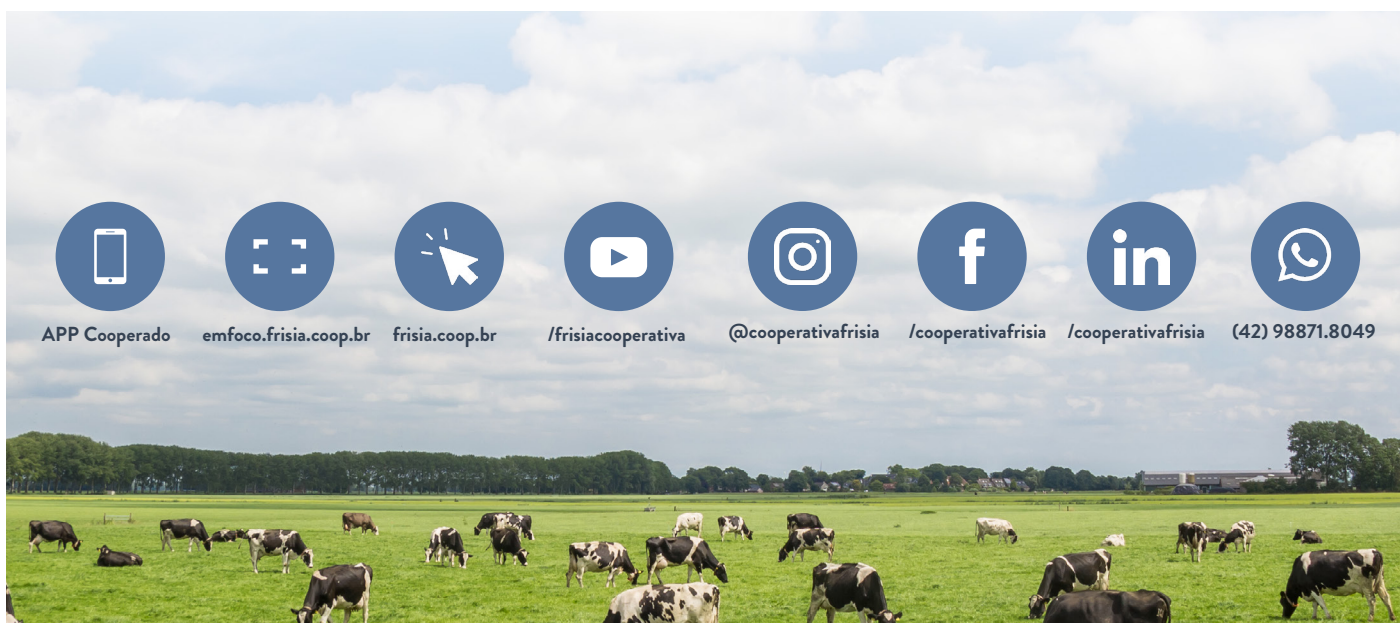 APP Cooperado
emfoco.frisia.coop.br
frisia.coop.br
/frisiacooperativa
@cooperativafrisia
/cooperativafrisia
/cooperativafrisia
(42) 98871.8049